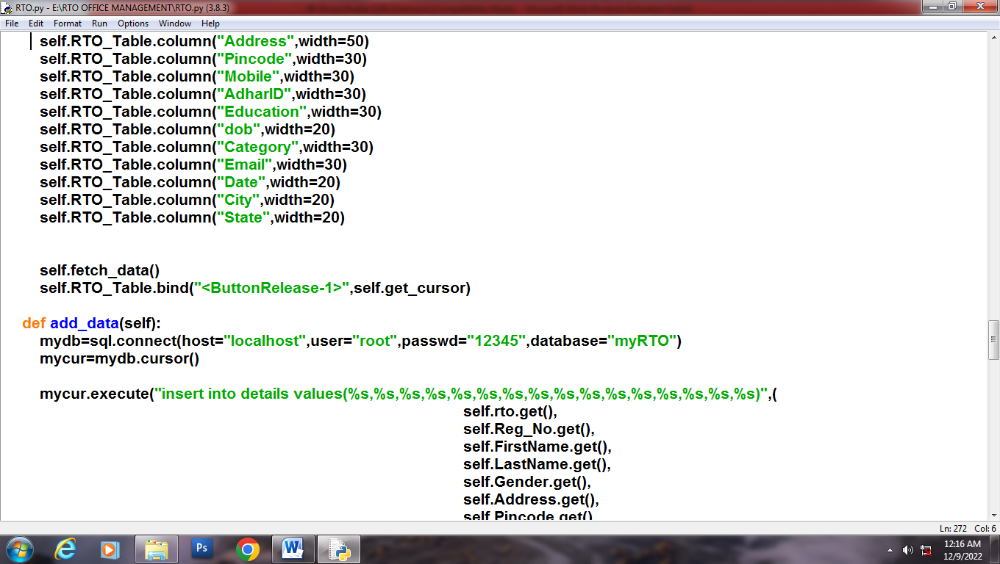 RTO.py - E:\RTO OFFICE MANAGEMENT\RTO.py (3.8.3)
File Edit Format Run Options Window Help
self.RTO_Table.column("Address",width=50)
self.RTO_Table.column("Pincode",width=30)
self.RTO_Table.column("Mobile",width=30)
self.RTO_Table.column("AdharID",width=30)
self.RTO_Table.column("Education",width=30)
self.RTO_Table.column("dob",width=20)
self.RTO_Table.column("Category",width=30)
self.RTO_Table.column("Email",width=30)
self.RTO_Table.column("Date",width=20)
self.RTO_Table.column("City",width=20)
self.RTO_Table.column("State",width=20)
self.fetch_data()
self.RTO_Table.bind("<ButtonRelease-1>",self.get_cursor)
def add_data(self):
mydb=sql.connect(host="localhost",user="root",passwd="12345",database="myRTO")
mycur=mydb.cursor()
mycur.execute("insert into details values(%s,%s,%s,%s,%s,%s,%s,%s,%s,%s,%s,%s,%s,%s,%s,%s)",(
self.rto.get(),
self.Reg_No.get(),
self.FirstName.get(),
self.LastName.get(),
self.Gender.get(),
self.Address.get(),
self.Pincode.get()
Ln: 272 Col: 6
Ps
W
12:16 AM
12/9/2022